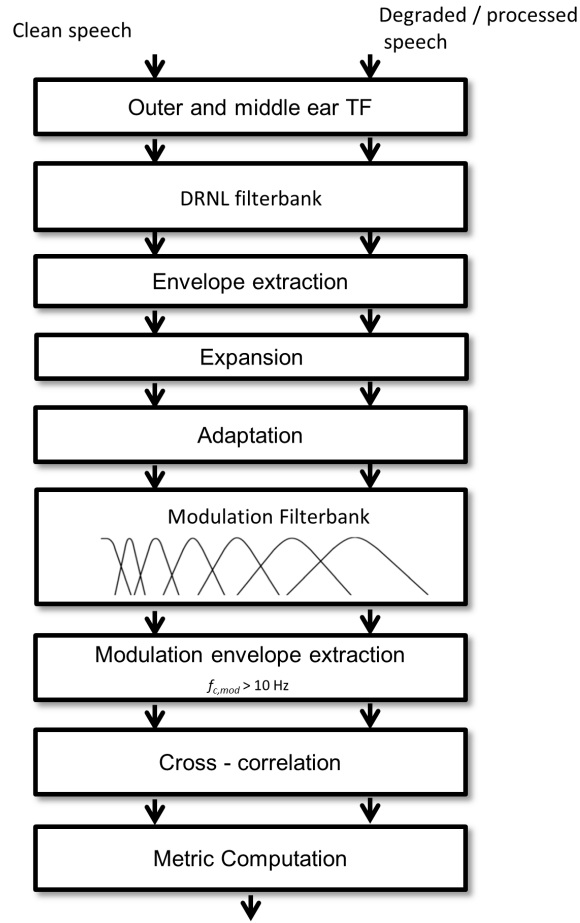 Clean speech
Degraded / processed
speech
Outer and middle ear TF
DRNL filterbank
Envelope extraction
Expansion
Adaptation
Modulation Filterbank
Modulation envelope extraction
fc,mod > 10 Hz
Cross - correlation
Metric Computation